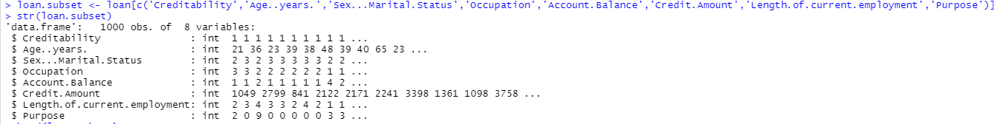 > loan.subset <- loan[c('Creditability','Age..years.','Sex...Marital.Status','Occupation','Account.Balance','Credit.Amount','Length.of.current.employment','Purpose')]
> str(loan.subset)
'data.frame':	1000 obs. of  8 variables:
 $ Creditability               : int  1 1 1 1 1 1 1 1 1 1 ...
 $ Age..years.                 : int  21 36 23 39 38 48 39 40 65 23 ...
 $ Sex...Marital.Status        : int  2 3 2 3 3 3 3 3 2 2 ...
 $ Occupation                  : int  3 3 2 2 2 2 2 2 1 1 ...
 $ Account.Balance             : int  1 1 2 1 1 1 1 1 4 2 ...
 $ Credit.Amount               : int  1049 2799 841 2122 2171 2241 3398 1361 1098 3758 ...
 $ Length.of.current.employment: int  2 3 4 3 3 2 4 2 1 1 ...
 $ Purpose                     : int  2 0 9 0 0 0 0 0 3 3 ...